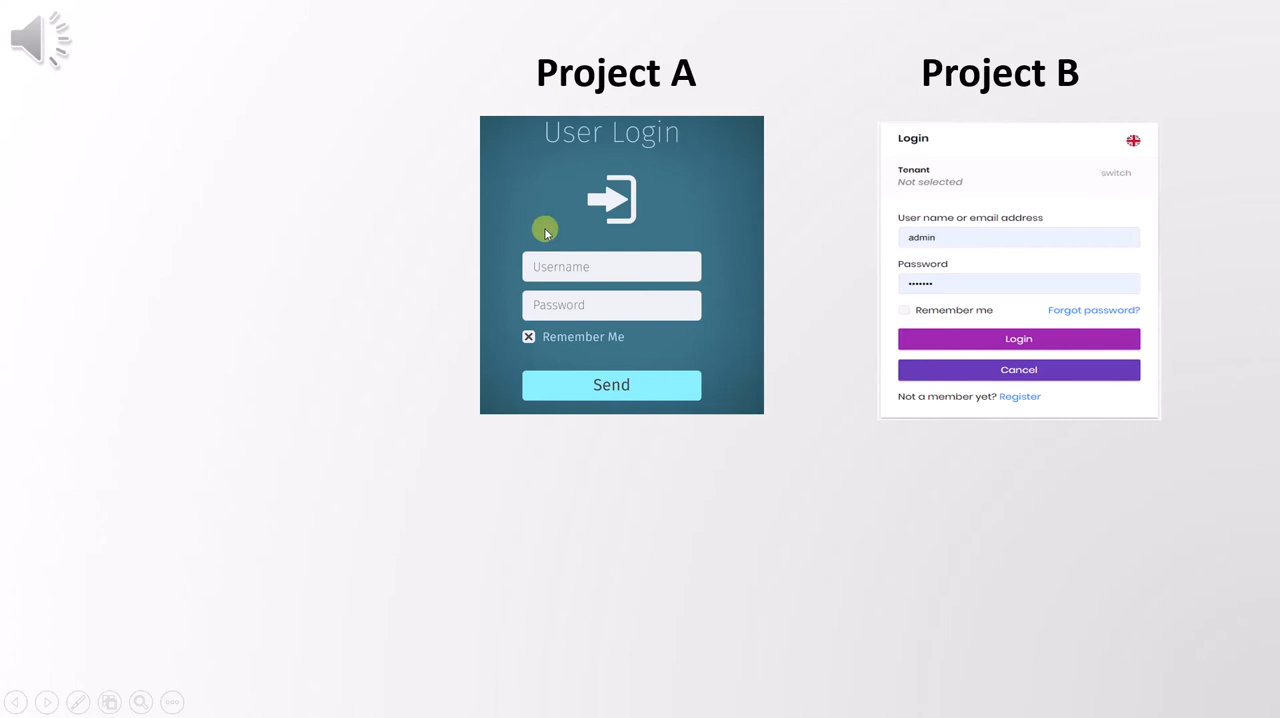 Project A
Project B
User Login
Username
Password
Remember Me
Send
Login
Tenant
Not selected
switch
User name or email address
admin
Password
•••••••
Remember me
Forgot password?
Login
Cancel
Not a member yet? Register